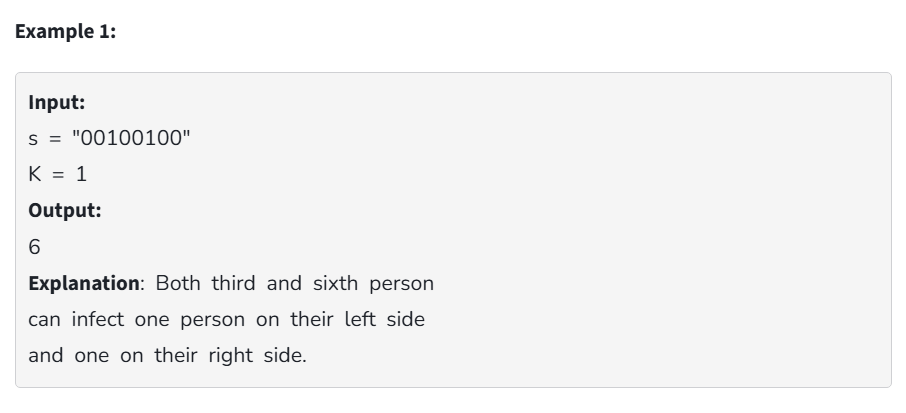 Example 1:
Input:
s = "00100100"
K = 1
Output:
6
Explanation: Both third and sixth person
can infect one person on their left side
and one on their right side.